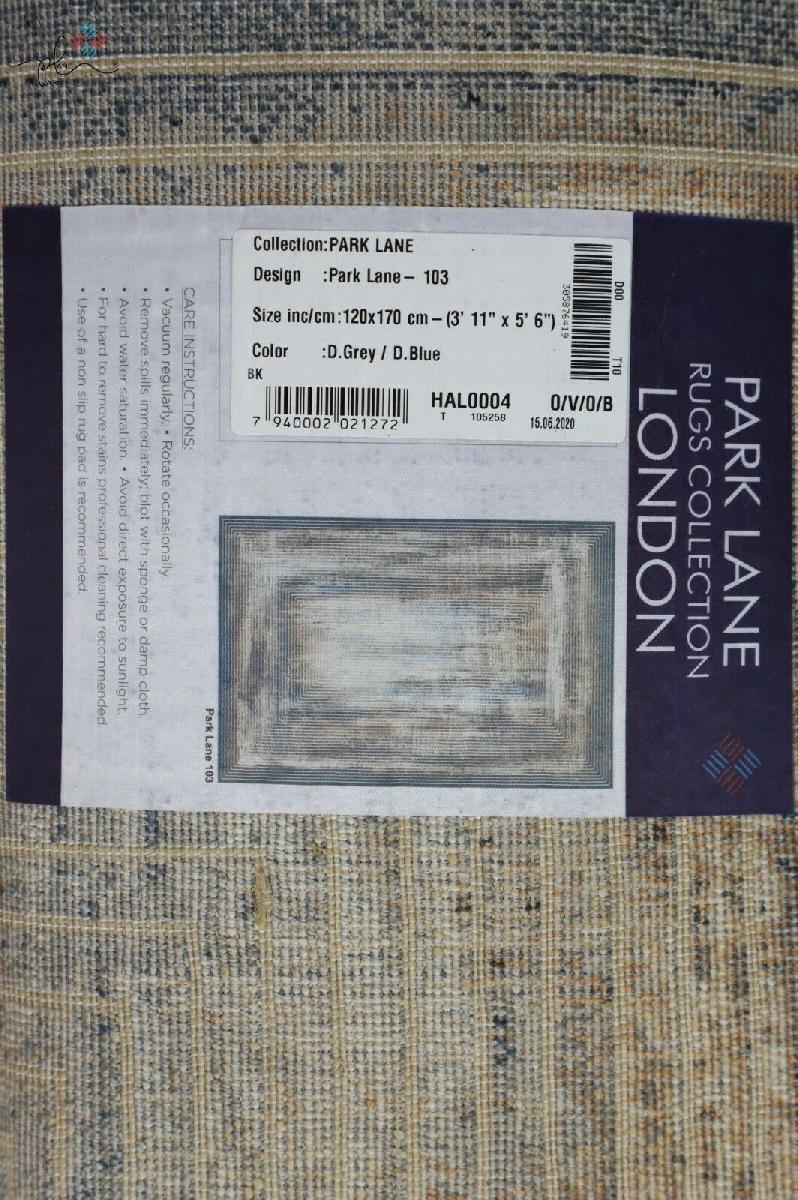 Collection:PARK LANE
Design :Park Lane - 103
Size inc/cm:120x170 cm - (3' 11" x 5' 6")
Color :D.Grey / D.Blue
BK
7 940002 021272
HAL0004
T 105258
0/V/0/B
15.06.2020
D00
T10
305876419
PARK LANE
RUGS COLLECTION
LONDON
CARE INSTRUCTIONS:
• Vacuum regularly. • Rotate occasionally.
• Remove spills immediately; blot with sponge or damp cloth.
• Avoid water saturation. • Avoid direct exposure to sunlight.
• For hard to remove stains professional cleaning recommended.
• Use of a non slip rug pad is recommended.
Park Lane 103